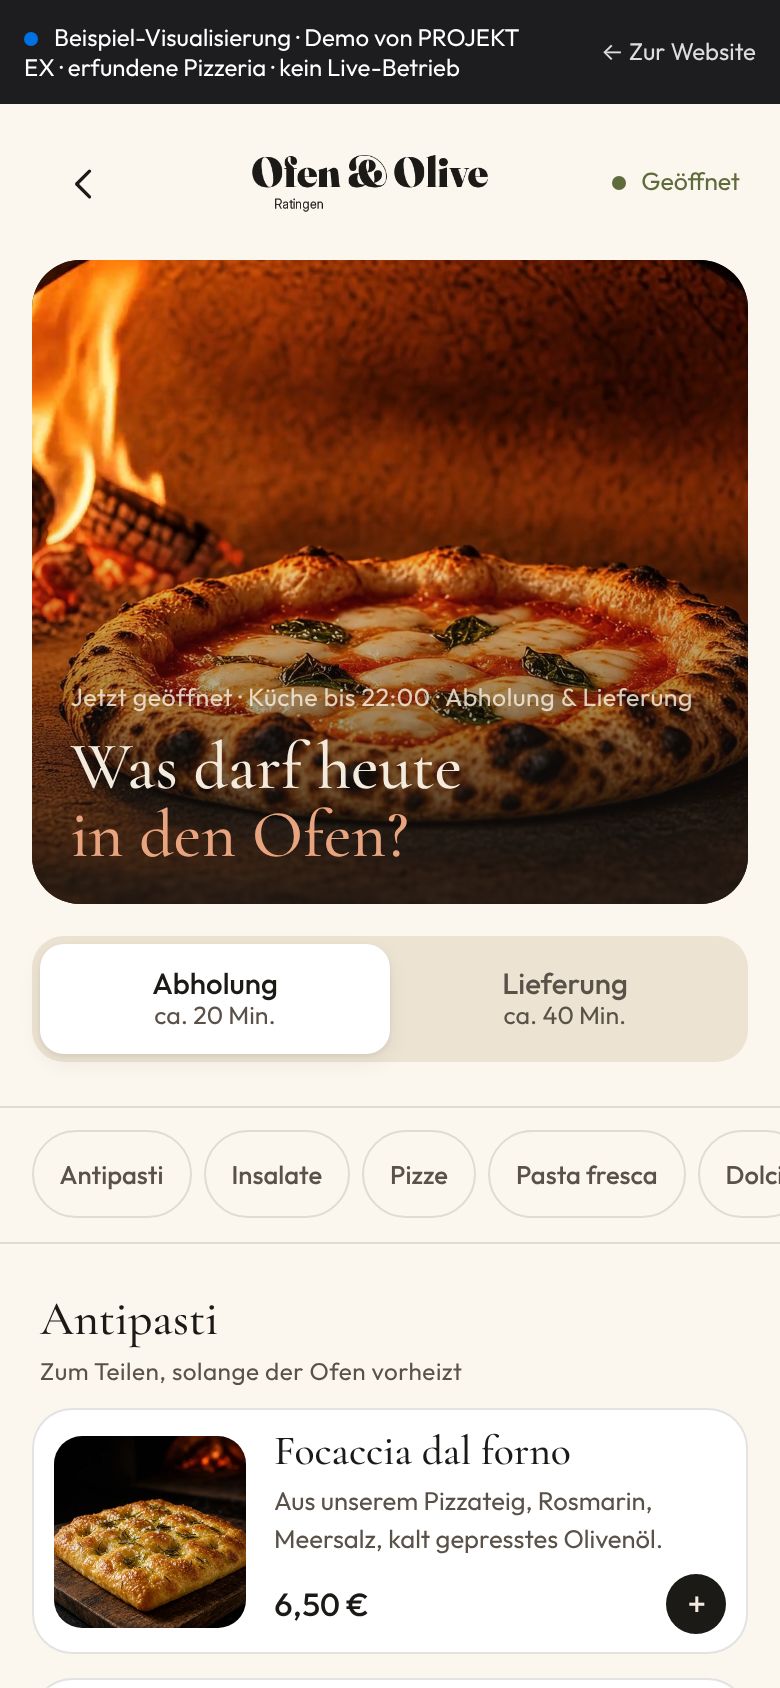 Beispiel-Visualisierung · Demo von PROJEKT
EX · erfundene Pizzeria · kein Live-Betrieb
← Zur Website
Ofen & Olive
Ratingen
Geöffnet
Jetzt geöffnet · Küche bis 22:00 · Abholung & Lieferung
Was darf heute
in den Ofen?
Abholung
ca. 20 Min.
Lieferung
ca. 40 Min.
Antipasti
Insalate
Pizze
Pasta fresca
Dolci
Antipasti
Zum Teilen, solange der Ofen vorheizt
Focaccia dal forno
Aus unserem Pizzateig, Rosmarin,
Meersalz, kalt gepresstes Olivenöl.
6,50 €
+